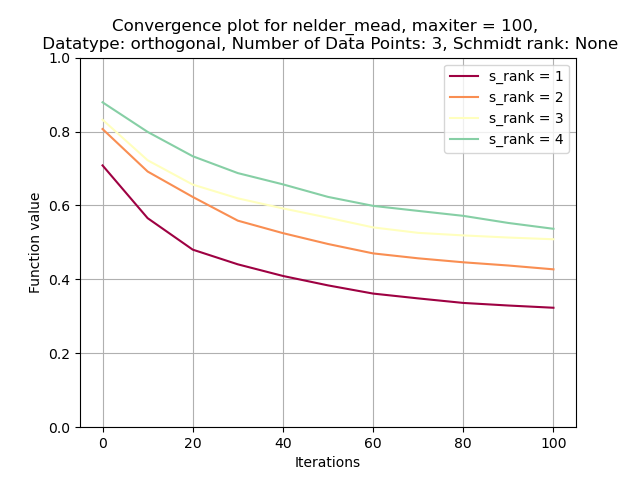 Convergence plot for nelder_mead, maxiter = 100,
Datatype: orthogonal, Number of Data Points: 3, Schmidt rank: None
s_rank = 1
s_rank = 2
s_rank = 3
s_rank = 4
Function value
1.0
0.8
0.6
0.4
0.2
0.0
0 20 40 60 80 100
Iterations